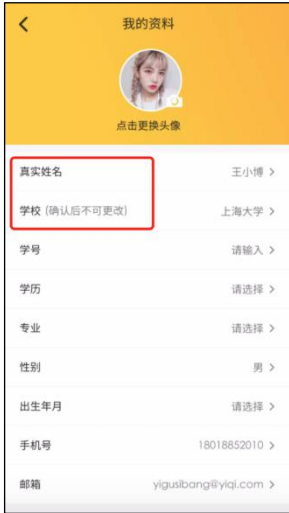 我的资料
点击更换头像
真实姓名 王小博
学校 (确认后不可更改) 上海大学
学号 请输入
学历 请选择
专业 请选择
性别 男
出生年月 请选择
手机号 18018852010
邮箱 yigusibang@yiqi.com